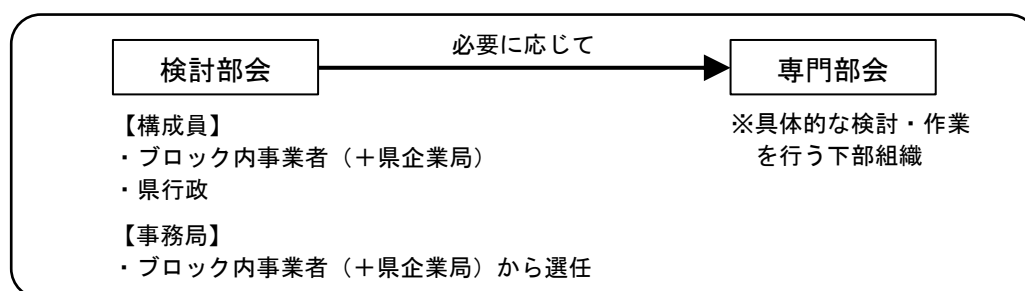 必要に応じて
検討部会
専門部会
【構成員】
・ブロック内事業者（＋県企業局）
・県行政
【事務局】
・ブロック内事業者（＋県企業局）から選任
※具体的な検討・作業
を行う下部組織